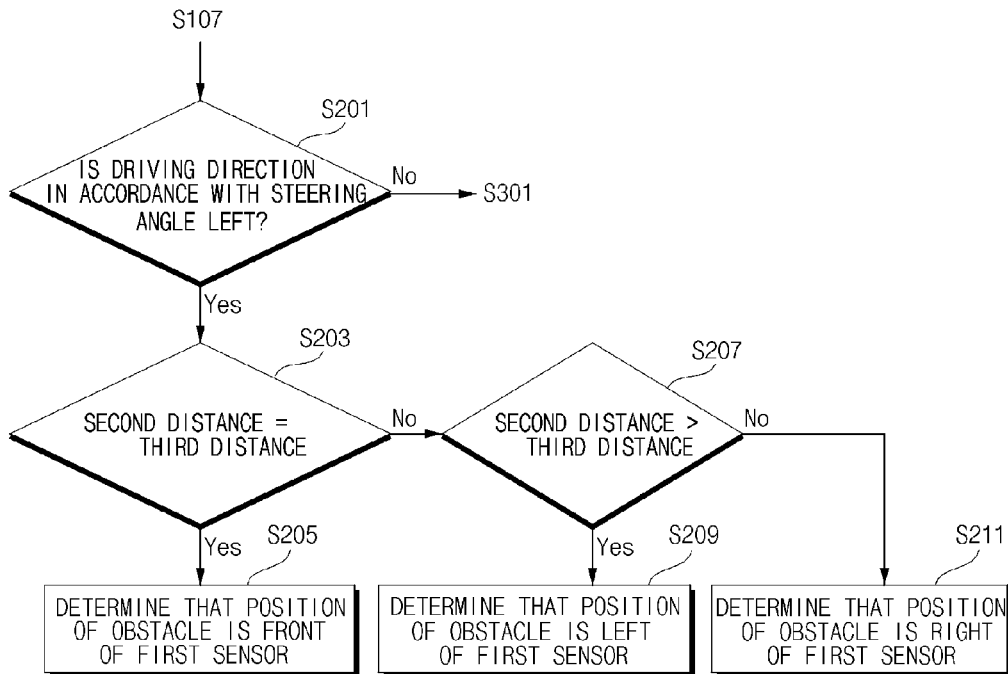 S107
S201
IS DRIVING DIRECTION
IN ACCORDANCE WITH STEERING
ANGLE LEFT?
No
S301
Yes
S203
SECOND DISTANCE =
THIRD DISTANCE
No
S207
SECOND DISTANCE >
THIRD DISTANCE
No
Yes
S205
DETERMINE THAT POSITION
OF OBSTACLE IS FRONT
OF FIRST SENSOR
Yes
S209
DETERMINE THAT POSITION
OF OBSTACLE IS LEFT
OF FIRST SENSOR
S211
DETERMINE THAT POSITION
OF OBSTACLE IS RIGHT
OF FIRST SENSOR